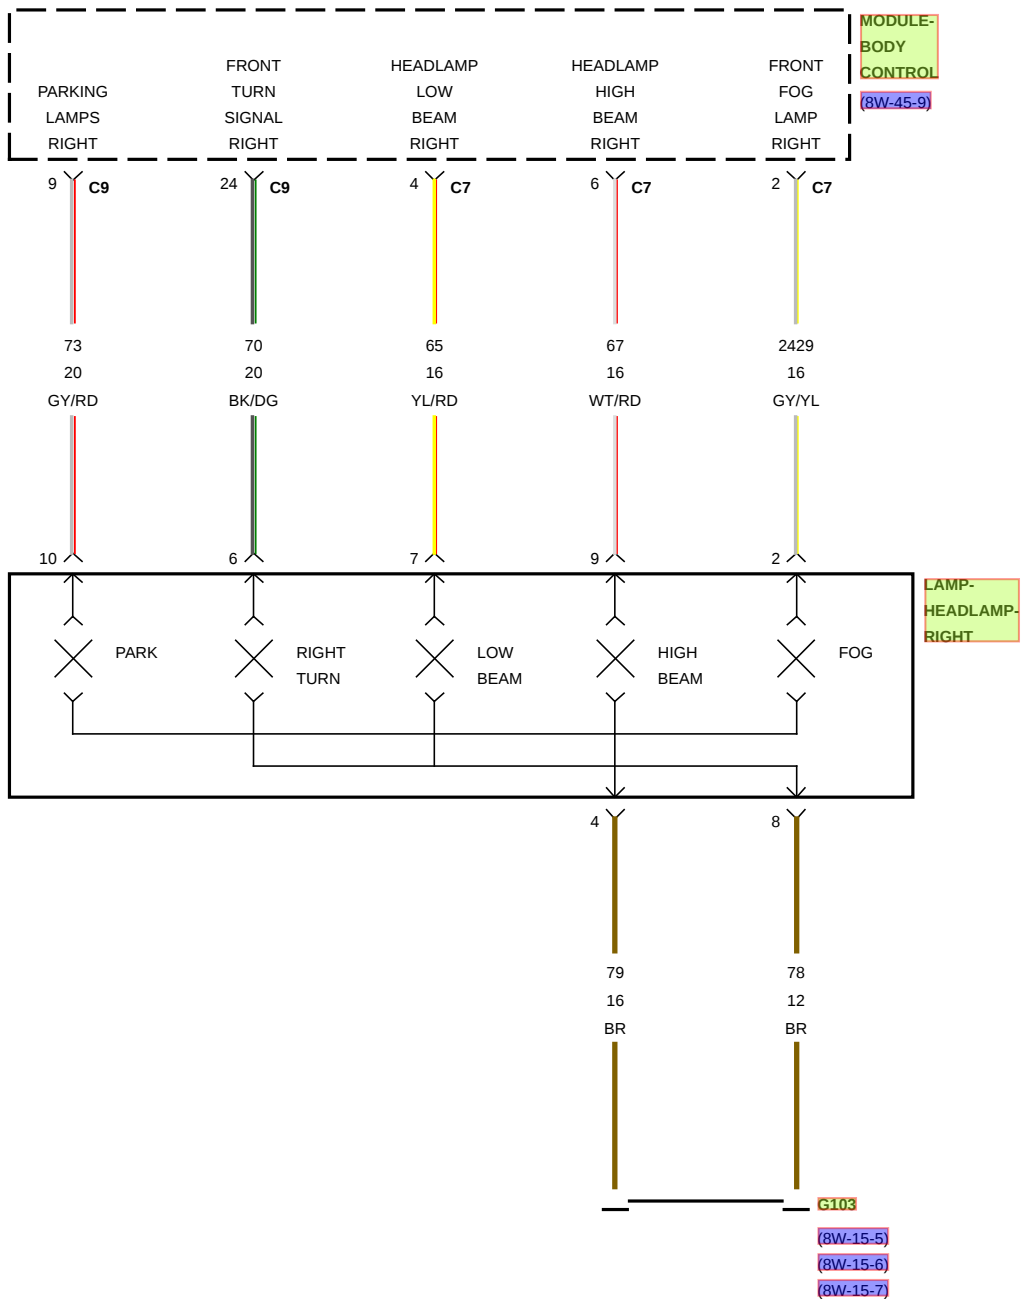 MODULE-
BODY
CONTROL
(8W-45-9)
PARKING
LAMPS
RIGHT
FRONT
TURN
SIGNAL
RIGHT
HEADLAMP
LOW
BEAM
RIGHT
HEADLAMP
HIGH
BEAM
RIGHT
FRONT
FOG
LAMP
RIGHT
9 C9 24 C9 4 C7 6 C7 2 C7
73 70 65 67 2429
20 20 16 16 16
GY/RD BK/DG YL/RD WT/RD GY/YL
10 6 7 9 2
LAMP-
HEADLAMP-
RIGHT
PARK
RIGHT
TURN
LOW
BEAM
HIGH
BEAM
FOG
4 8
79 78
16 12
BR BR
G103
(8W-15-5)
(8W-15-6)
(8W-15-7)